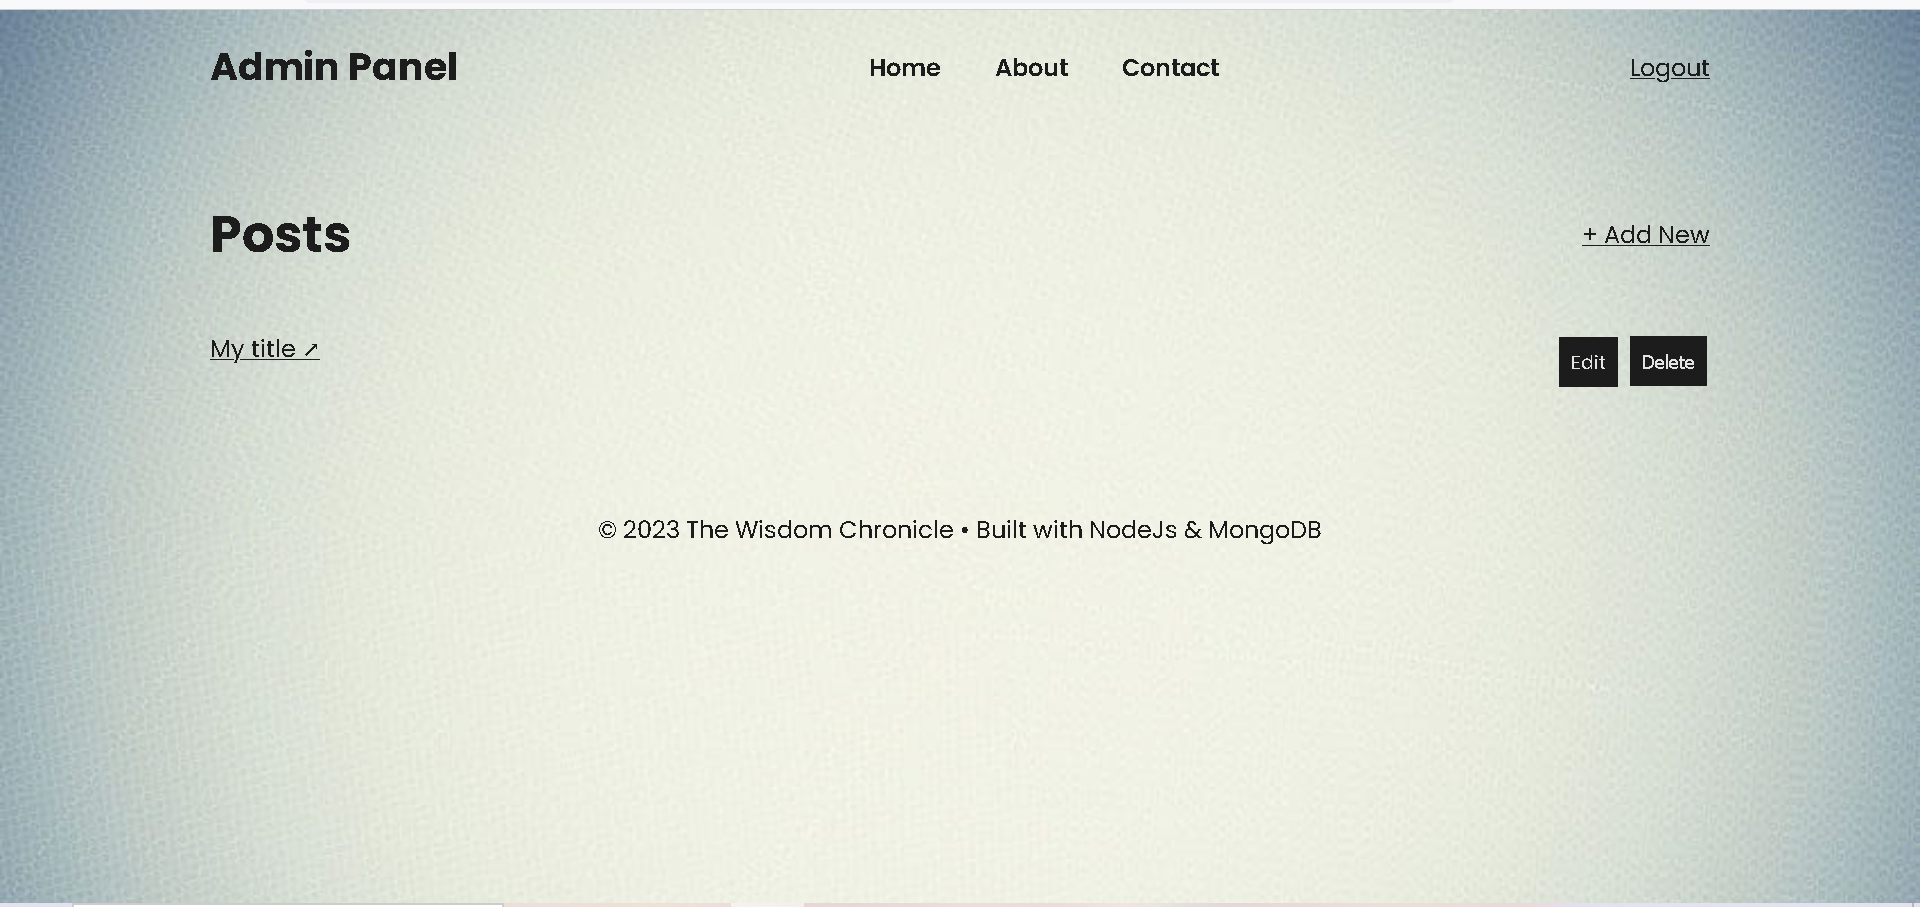 Admin Panel Home About Contact Logout
Posts + Add New
My title ↗ Edit Delete
© 2023 The Wisdom Chronicle • Built with NodeJs & MongoDB